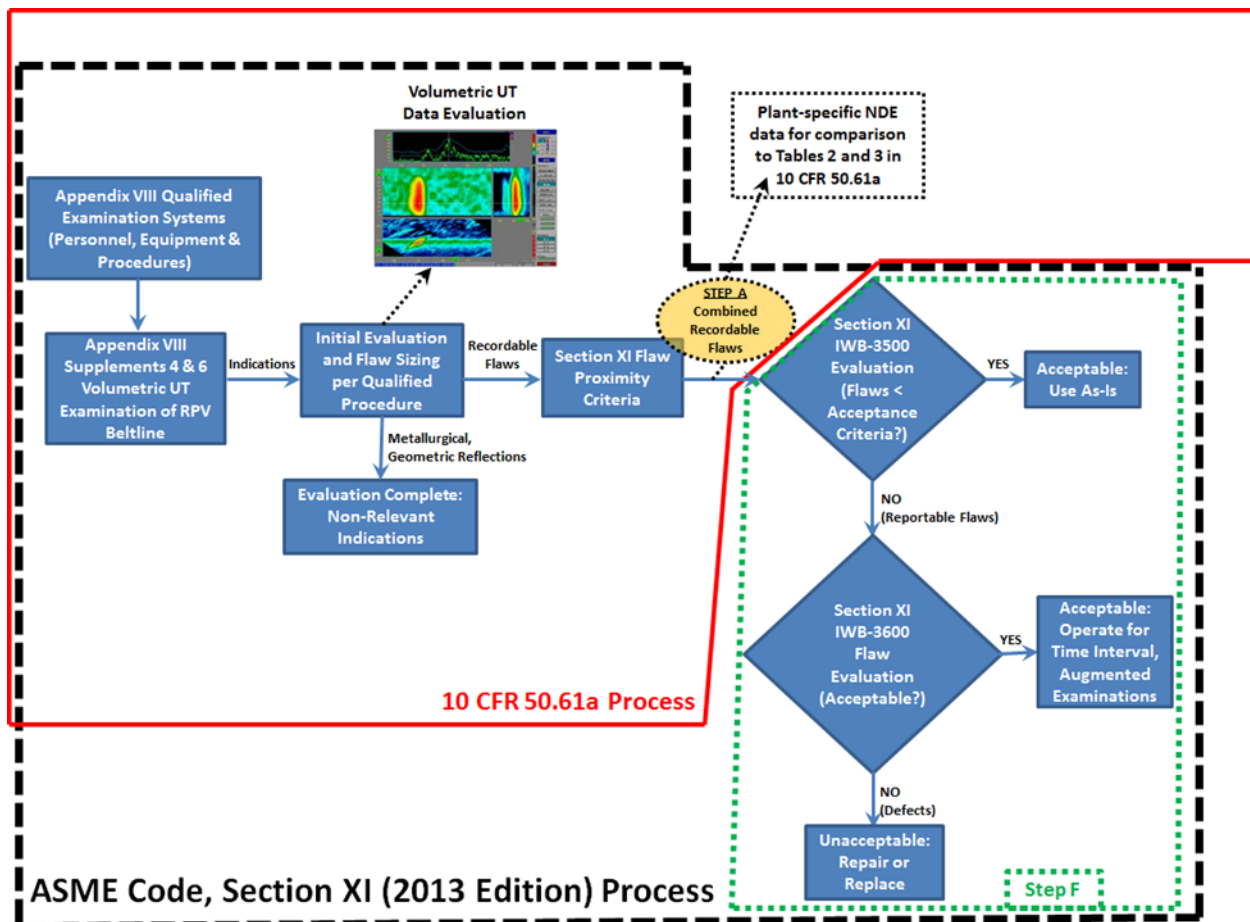 Volumetric UT
Data Evaluation
Plant-specific NDE
data for comparison
to Tables 2 and 3 in
10 CFR 50.61a
Appendix VIII Qualified
Examination Systems
(Personnel, Equipment &
Procedures)
Appendix VIII
Supplements 4 & 6
Volumetric UT
Examination of RPV
Beltline
Indications
Initial Evaluation
and Flaw Sizing
per Qualified
Procedure
Recordable
Flaws
Section XI Flaw
Proximity
Criteria
STEP A
Combined
Recordable
Flaws
Section XI
IWB-3500
Evaluation
(Flaws <
Acceptance
Criteria?)
YES
Acceptable:
Use As-Is
Metallurgical,
Geometric Reflections
Evaluation Complete:
Non-Relevant
Indications
NO
(Reportable Flaws)
Section XI
IWB-3600
Flaw
Evaluation
(Acceptable?)
YES
Acceptable:
Operate for
Time Interval,
Augmented
Examinations
10 CFR 50.61a Process
NO
(Defects)
Unacceptable:
Repair or
Replace
Step F
ASME Code, Section XI (2013 Edition) Process